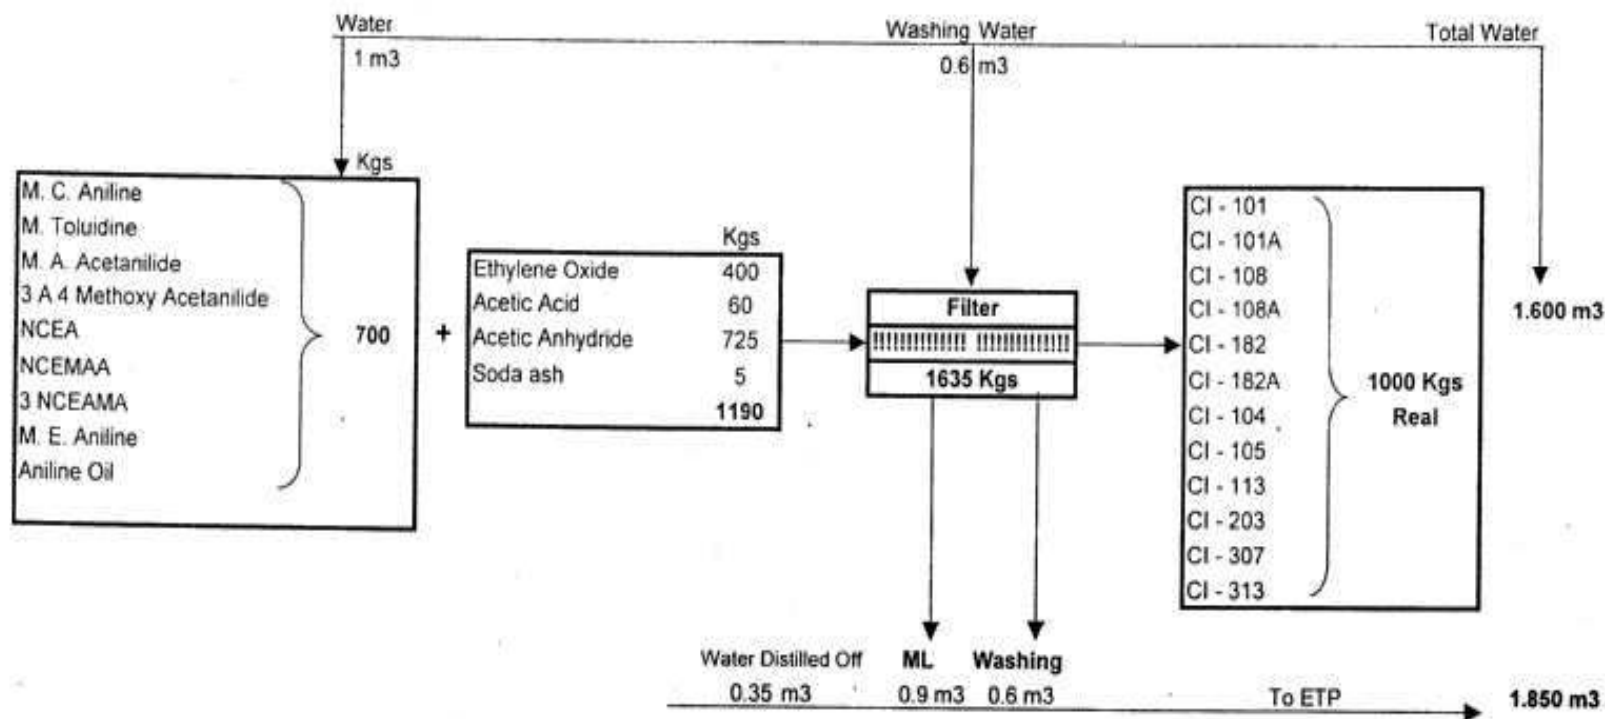 Water
Washing Water
Total Water
1 m3
0.6 m3
Kgs
M. C. Aniline
M. Toluidine
M. A. Acetanilide
3 A 4 Methoxy Acetanilide
NCEA
NCEMAA
3 NCEAMA
M. E. Aniline
Aniline Oil
700
+
Kgs
Ethylene Oxide 400
Acetic Acid 60
Acetic Anhydride 725
Soda ash 5
1190
Filter
1635 Kgs
CI - 101
CI - 101A
CI - 108
CI - 108A
CI - 182
CI - 182A
CI - 104
CI - 105
CI - 113
CI - 203
CI - 307
CI - 313
1000 Kgs
Real
1.600 m3
Water Distilled Off ML Washing
0.35 m3 0.9 m3 0.6 m3 To ETP 1.850 m3